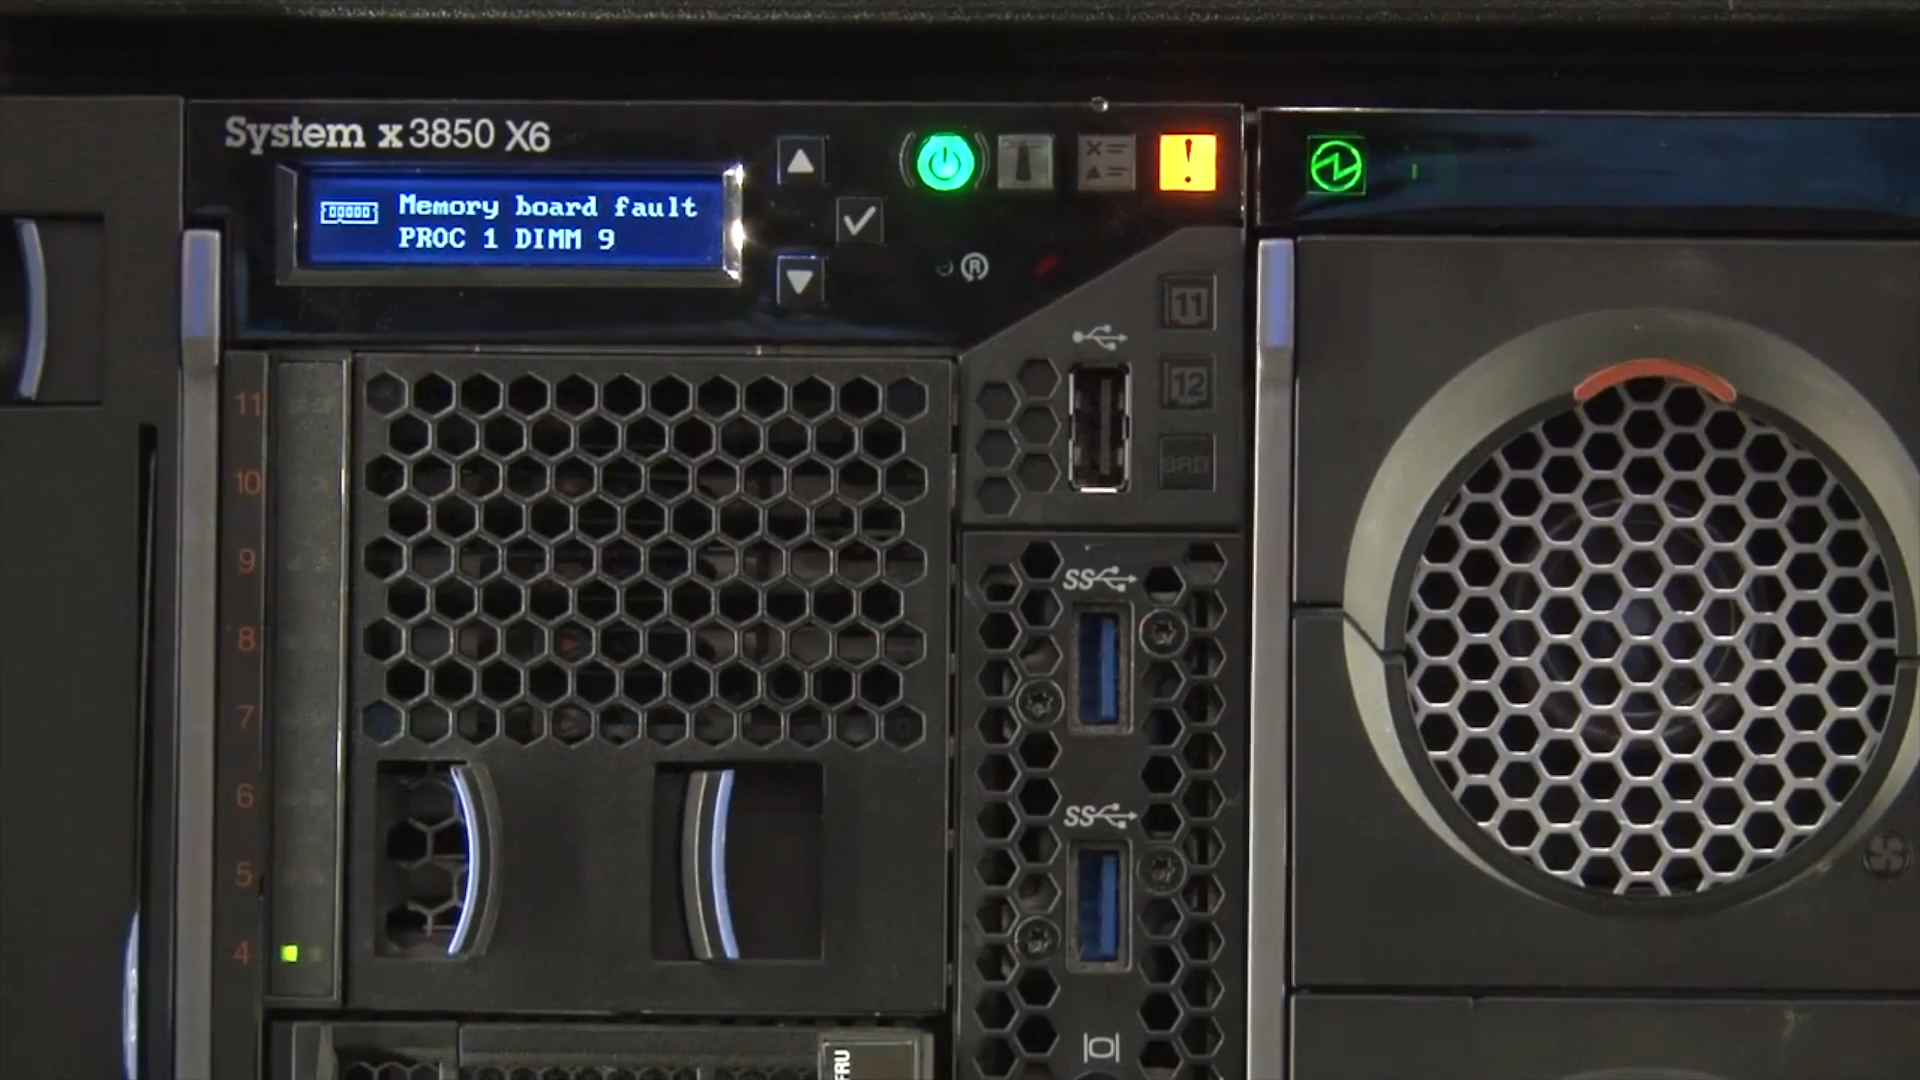 System x3850 X6
Memory board fault
PROC 1 DIMM 9
R
11
12
BRD
11
10
9
8
7
6
5
4
SS
SS
FRU